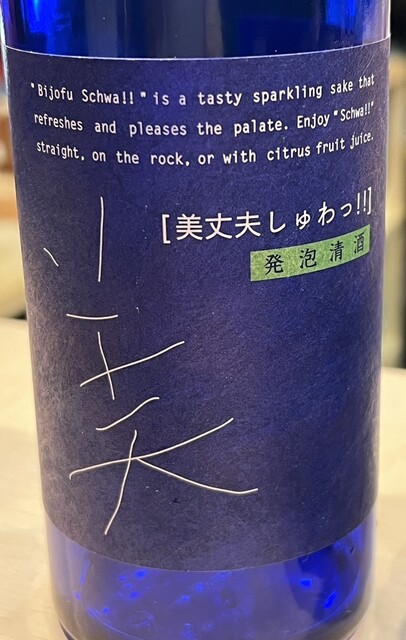 "Bijofu Schwa!!" is a tasty sparkling sake that
refreshes and pleases the palate. Enjoy "Schwa!!"
straight, on the rock, or with citrus fruit juice.
[美丈夫しゅわっ!!]
発泡清酒